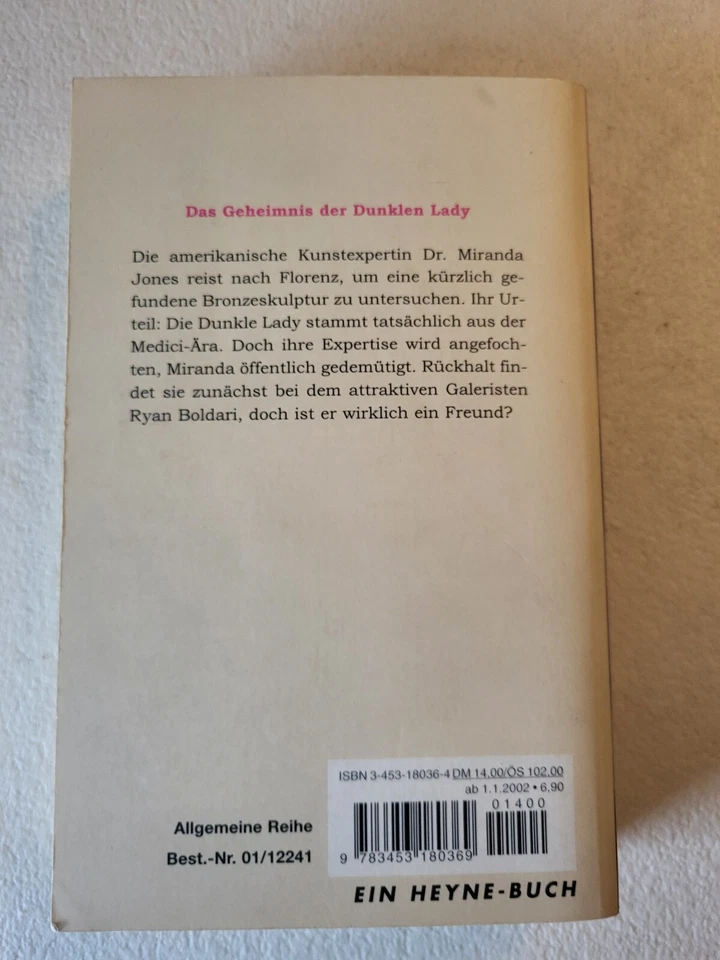 Das Geheimnis der Dunklen Lady
Die amerikanische Kunstexpertin Dr. Miranda
Jones reist nach Florenz, um eine kürzlich ge-
fundene Bronzeskulptur zu untersuchen. Ihr Ur-
teil: Die Dunkle Lady stammt tatsächlich aus der
Medici-Ära. Doch ihre Expertise wird angefoch-
ten, Miranda öffentlich gedemütigt. Rückhalt fin-
det sie zunächst bei dem attraktiven Galeristen
Ryan Boldari, doch ist er wirklich ein Freund?
ISBN 3-453-18036-4 DM 14.00/ÖS 102.00
ab 1.1.2002 • 6,90
01400
9 783453 180369
Allgemeine Reihe
Best.-Nr. 01/12241
EIN HEYNE-BUCH